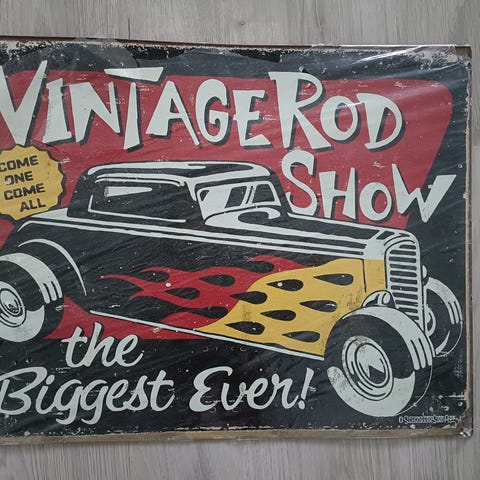 VINTAGE ROD
SHOW
COME
ONE
COME
ALL
the
Biggest Ever!